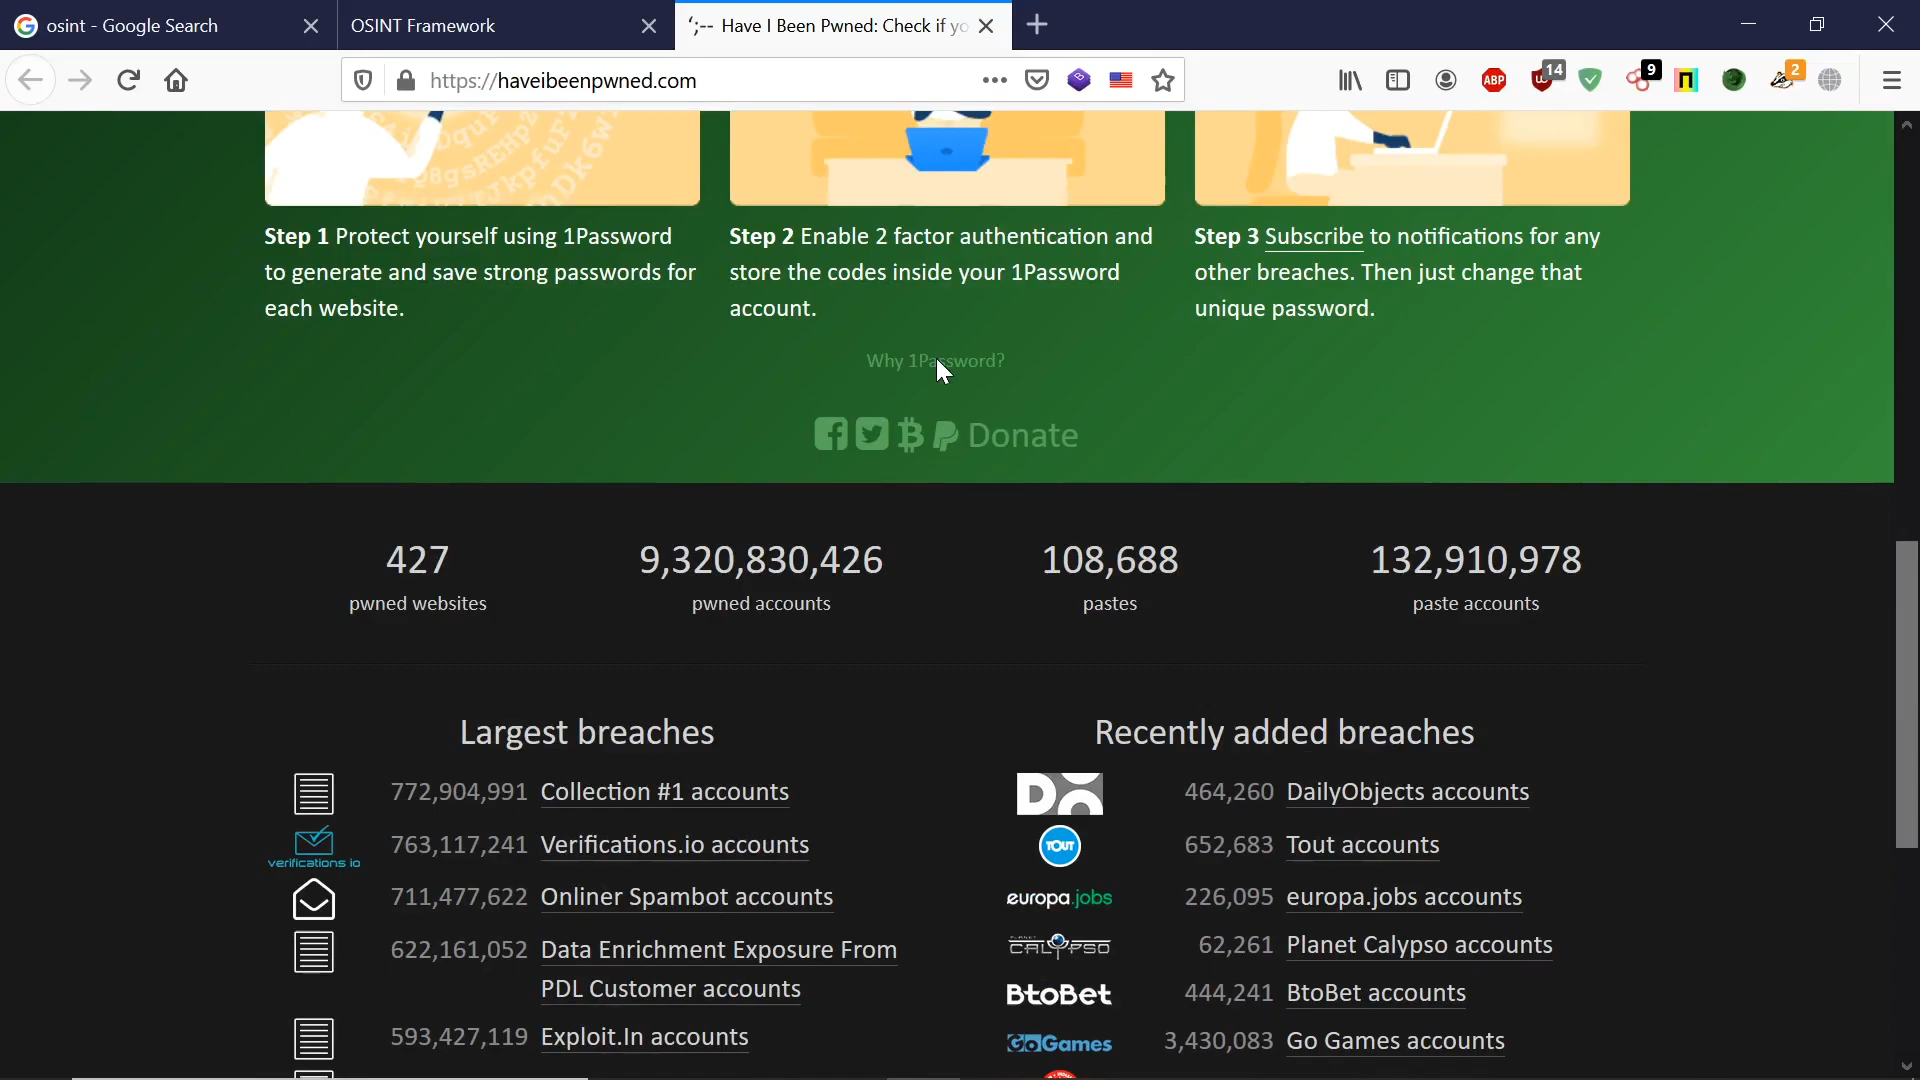 osint - Google Search
OSINT Framework
';-- Have I Been Pwned: Check if yo
https://haveibeenpwned.com
ABP
14
9
2
Step 1 Protect yourself using 1Password
to generate and save strong passwords for
each website.
Step 2 Enable 2 factor authentication and
store the codes inside your 1Password
account.
Step 3 Subscribe to notifications for any
other breaches. Then just change that
unique password.
Why 1Password?
Donate
427
pwned websites
9,320,830,426
pwned accounts
108,688
pastes
132,910,978
paste accounts
Largest breaches
772,904,991 Collection #1 accounts
verifications io
763,117,241 Verifications.io accounts
711,477,622 Onliner Spambot accounts
622,161,052 Data Enrichment Exposure From
PDL Customer accounts
593,427,119 Exploit.In accounts
Recently added breaches
464,260 DailyObjects accounts
TOUT
652,683 Tout accounts
europa.jobs
226,095 europa.jobs accounts
PLANET CALYPSO
62,261 Planet Calypso accounts
BtoBet
444,241 BtoBet accounts
GoGames
3,430,083 Go Games accounts